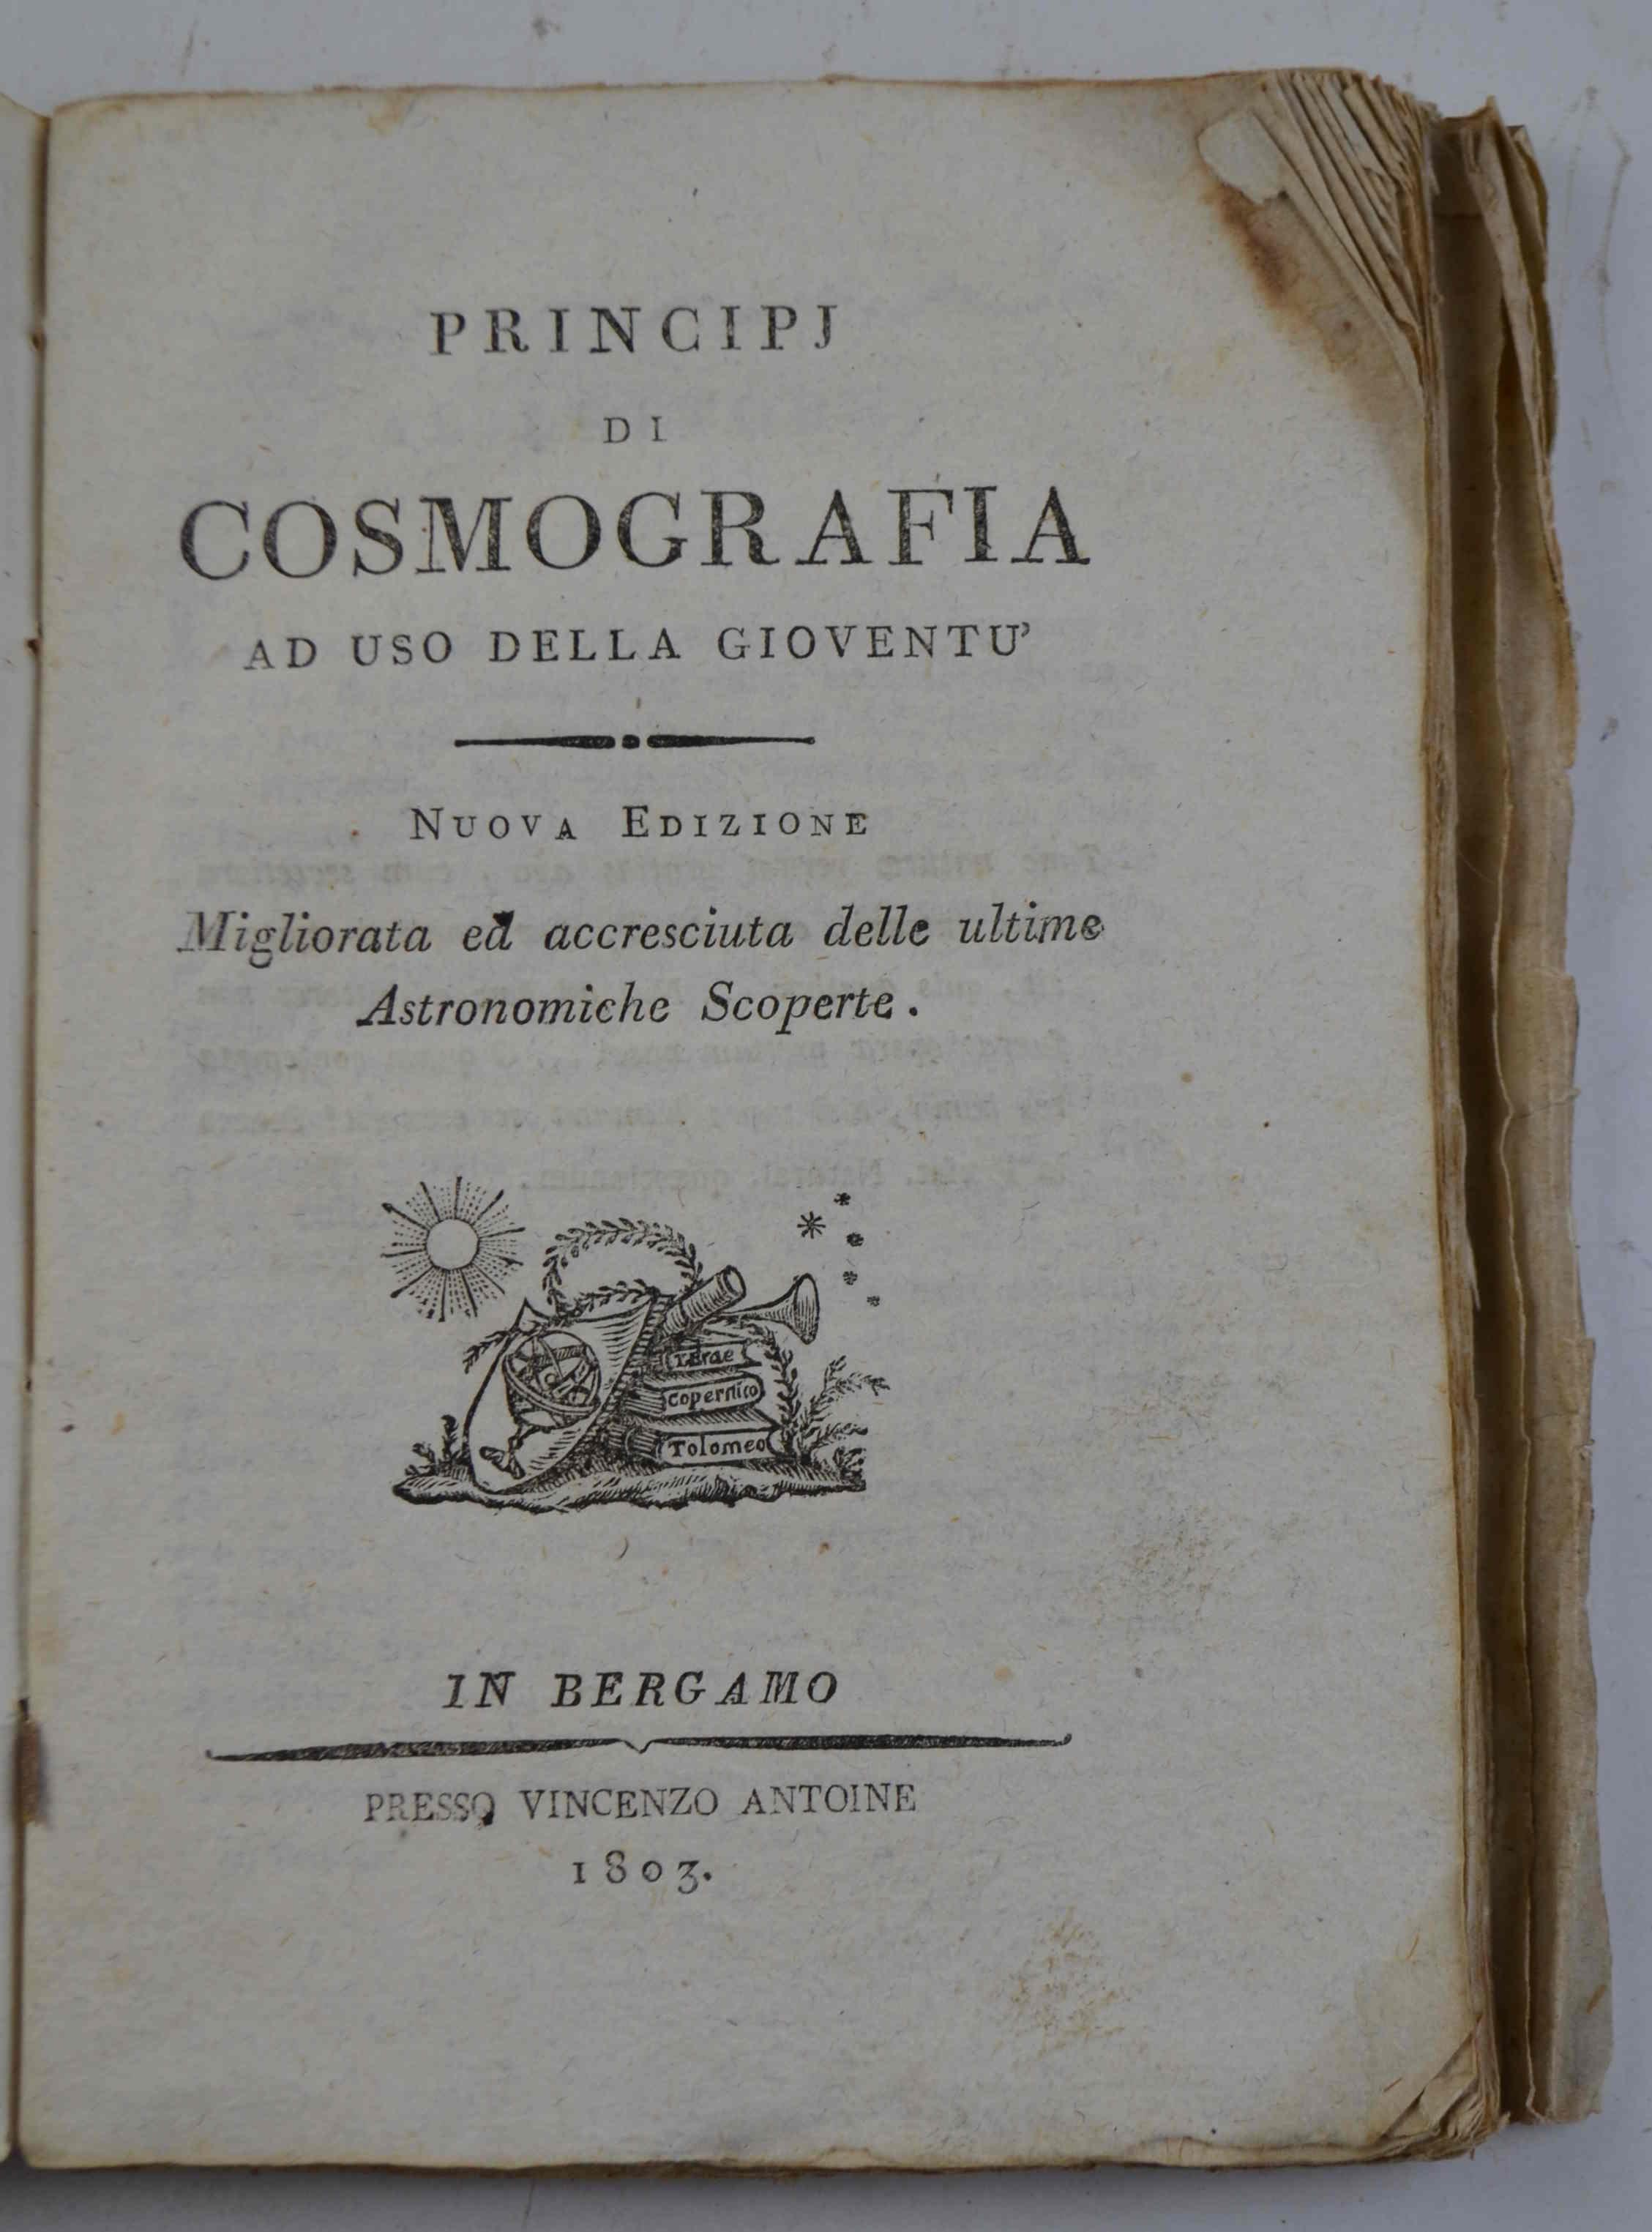 PRINCIPJ
DI
COSMOGRAFIA
AD USO DELLA GIOVENTU'
NUOVA EDIZIONE
Migliorata ed accresciuta delle ultime
Astronomiche Scoperte.
Copernico
Tolomeo
IN BERGAMO
PRESSO VINCENZO ANTOINE
1803.